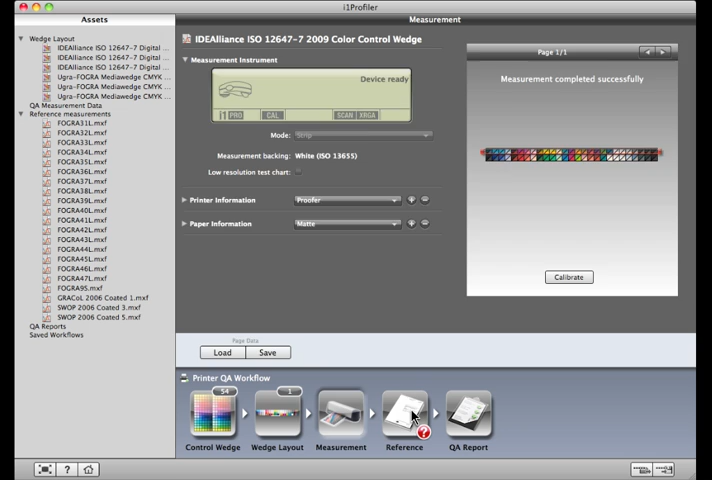 i1Profiler
Assets
Measurement
Wedge Layout
IDEAlliance ISO 12647-7 Digital ...
IDEAlliance ISO 12647-7 Digital ...
IDEAlliance ISO 12647-7 Digital ...
Ugra-FOGRA Mediawedge CMYK ...
Ugra-FOGRA Mediawedge CMYK ...
Ugra-FOGRA Mediawedge CMYK ...
QA Measurement Data
Reference measurements
FOGRA31L.mxf
FOGRA32L.mxf
FOGRA33L.mxf
FOGRA34L.mxf
FOGRA35L.mxf
FOGRA36L.mxf
FOGRA37L.mxf
FOGRA38L.mxf
FOGRA39L.mxf
FOGRA40L.mxf
FOGRA41L.mxf
FOGRA42L.mxf
FOGRA43L.mxf
FOGRA44L.mxf
FOGRA45L.mxf
FOGRA46L.mxf
FOGRA47L.mxf
FOGRA95.mxf
GRACoL 2006 Coated 1.mxf
SWOP 2006 Coated 3.mxf
SWOP 2006 Coated 5.mxf
QA Reports
Saved Workflows
IDEAlliance ISO 12647-7 2009 Color Control Wedge
Measurement Instrument
Device ready
i1 PRO CAL SCAN XRGA
Mode: Strip
Measurement backing: White (ISO 13655)
Low resolution test chart:
Printer Information Proofer
Paper Information Matte
Page 1/1
Measurement completed successfully
Calibrate
Page Data
Load Save
Printer QA Workflow
54 1
Control Wedge Wedge Layout Measurement Reference QA Report